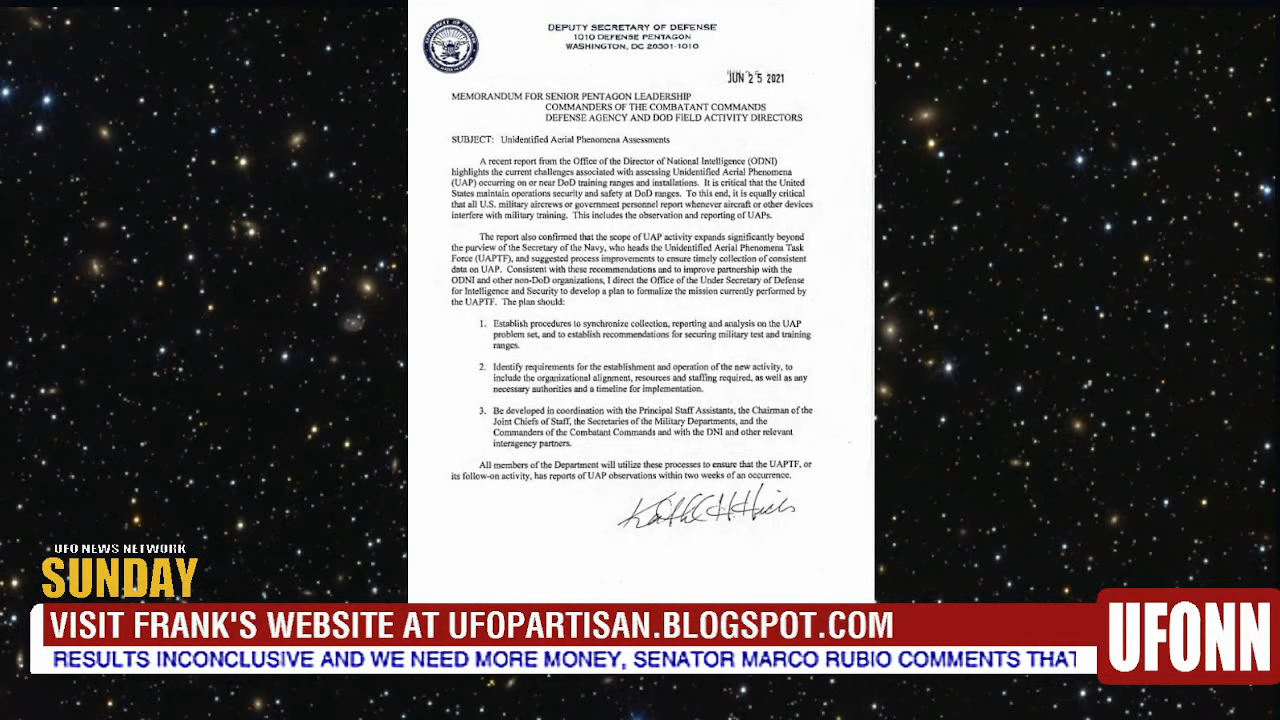 DEPUTY SECRETARY OF DEFENSE
1010 DEFENSE PENTAGON
WASHINGTON, DC 20301-1010
JUN 25 2021
MEMORANDUM FOR SENIOR PENTAGON LEADERSHIP
COMMANDERS OF THE COMBATANT COMMANDS
DEFENSE AGENCY AND DOD FIELD ACTIVITY DIRECTORS
SUBJECT: Unidentified Aerial Phenomena Assessments
A recent report from the Office of the Director of National Intelligence (ODNI)
highlights the current challenges associated with assessing Unidentified Aerial Phenomena
(UAP) occurring on or near DoD training ranges and installations. It is critical that the United
States maintain operations security and safety at DoD ranges. To this end, it is equally critical
that all U.S. military aircrews or government personnel report whenever aircraft or other devices
interfere with military training. This includes the observation and reporting of UAPs.
The report also confirmed that the scope of UAP activity expands significantly beyond
the purview of the Secretary of the Navy, who heads the Unidentified Aerial Phenomena Task
Force (UAPTF), and suggested process improvements to ensure timely collection of consistent
data on UAP. Consistent with these recommendations and to improve partnership with the
ODNI and other non-DoD organizations, I direct the Office of the Under Secretary of Defense
for Intelligence and Security to develop a plan to formalize the mission currently performed by
the UAPTF. The plan should:
1. Establish procedures to synchronize collection, reporting and analysis on the UAP
problem set, and to establish recommendations for securing military test and training
ranges.
2. Identify requirements for the establishment and operation of the new activity, to
include the organizational alignment, resources and staffing required, as well as any
necessary authorities and a timeline for implementation.
3. Be developed in coordination with the Principal Staff Assistants, the Chairman of the
Joint Chiefs of Staff, the Secretaries of the Military Departments, and the
Commanders of the Combatant Commands and with the DNI and other relevant
interagency partners.
All members of the Department will utilize these processes to ensure that the UAPTF, or
its follow-on activity, has reports of UAP observations within two weeks of an occurrence.
UFO NEWS NETWORK
SUNDAY
VISIT FRANK'S WEBSITE AT UFOPARTISAN.BLOGSPOT.COM
RESULTS INCONCLUSIVE AND WE NEED MORE MONEY, SENATOR MARCO RUBIO COMMENTS THAT
UFONN